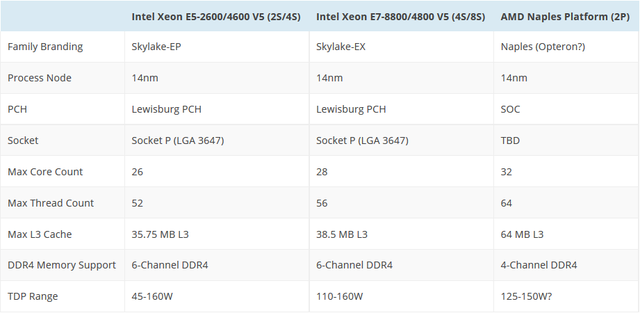 Intel Xeon E5-2600/4600 V5 (2S/4S) Intel Xeon E7-8800/4800 V5 (4S/8S) AMD Naples Platform (2P)
Family Branding Skylake-EP Skylake-EX Naples (Opteron?)
Process Node 14nm 14nm 14nm
PCH Lewisburg PCH Lewisburg PCH SOC
Socket Socket P (LGA 3647) Socket P (LGA 3647) TBD
Max Core Count 26 28 32
Max Thread Count 52 56 64
Max L3 Cache 35.75 MB L3 38.5 MB L3 64 MB L3
DDR4 Memory Support 6-Channel DDR4 6-Channel DDR4 4-Channel DDR4
TDP Range 45-160W 110-160W 125-150W?